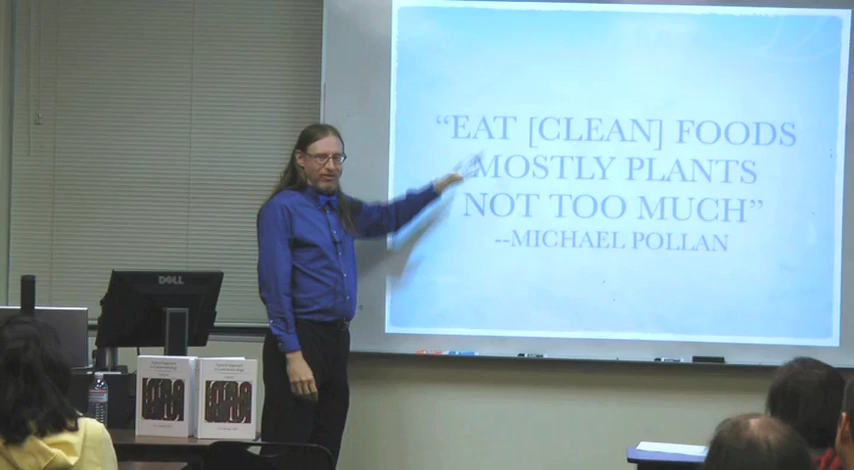 “EAT [CLEAN] FOODS
MOSTLY PLANTS
NOT TOO MUCH”
--MICHAEL POLLAN
DELL